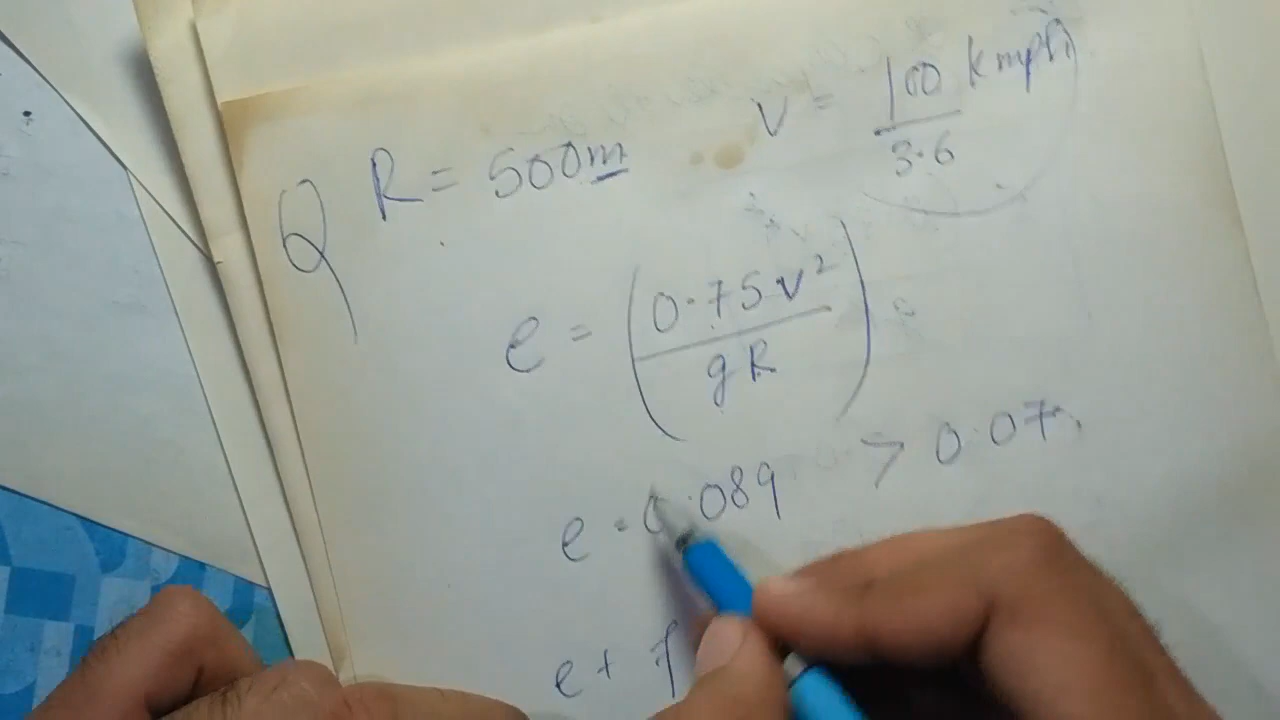 Q R = 500m V = 100/3.6 kmph
e = (0.75 v²/gR)
e = 0.089 > 0.07
e + f